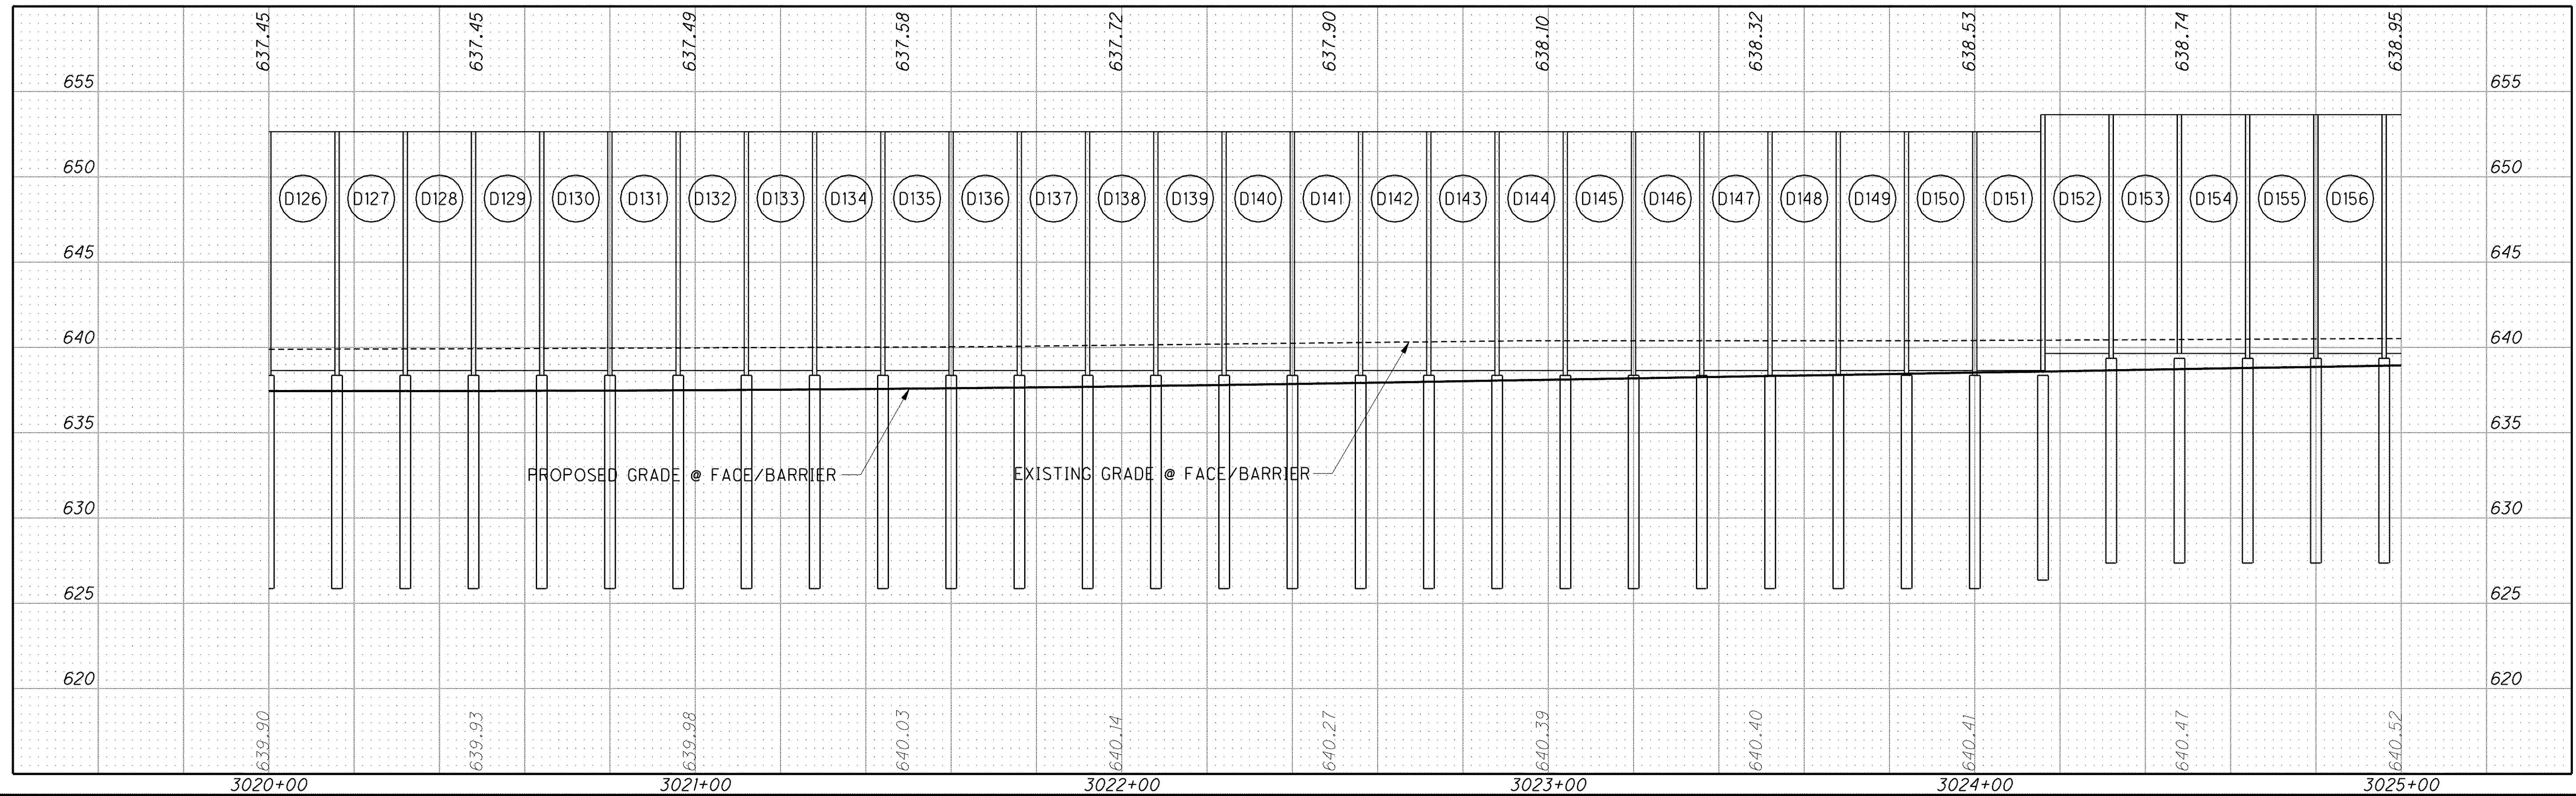 637.45 637.45 637.49 637.58 637.72 637.90 638.10 638.32 638.53 638.74 638.95
655 655
650 650
D126 D127 D128 D129 D130 D131 D132 D133 D134 D135 D136 D137 D138 D139 D140 D141 D142 D143 D144 D145 D146 D147 D148 D149 D150 D151 D152 D153 D154 D155 D156
645 645
640 640
635 635
PROPOSED GRADE @ FACE/BARRIER EXISTING GRADE @ FACE/BARRIER
630 630
625 625
620 620
639.90 639.93 639.98 640.03 640.14 640.27 640.39 640.40 640.41 640.47 640.52
3020+00 3021+00 3022+00 3023+00 3024+00 3025+00